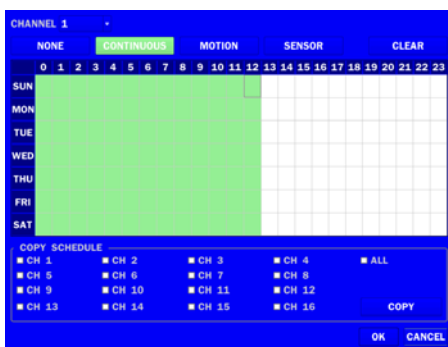 CHANNEL 1
NONE CONTINUOUS MOTION SENSOR CLEAR
0 1 2 3 4 5 6 7 8 9 10 11 12 13 14 15 16 17 18 19 20 21 22 23
SUN
MON
TUE
WED
THU
FRI
SAT
COPY SCHEDULE
CH 1 CH 2 CH 3 CH 4 ALL
CH 5 CH 6 CH 7 CH 8
CH 9 CH 10 CH 11 CH 12
CH 13 CH 14 CH 15 CH 16 COPY
OK CANCEL